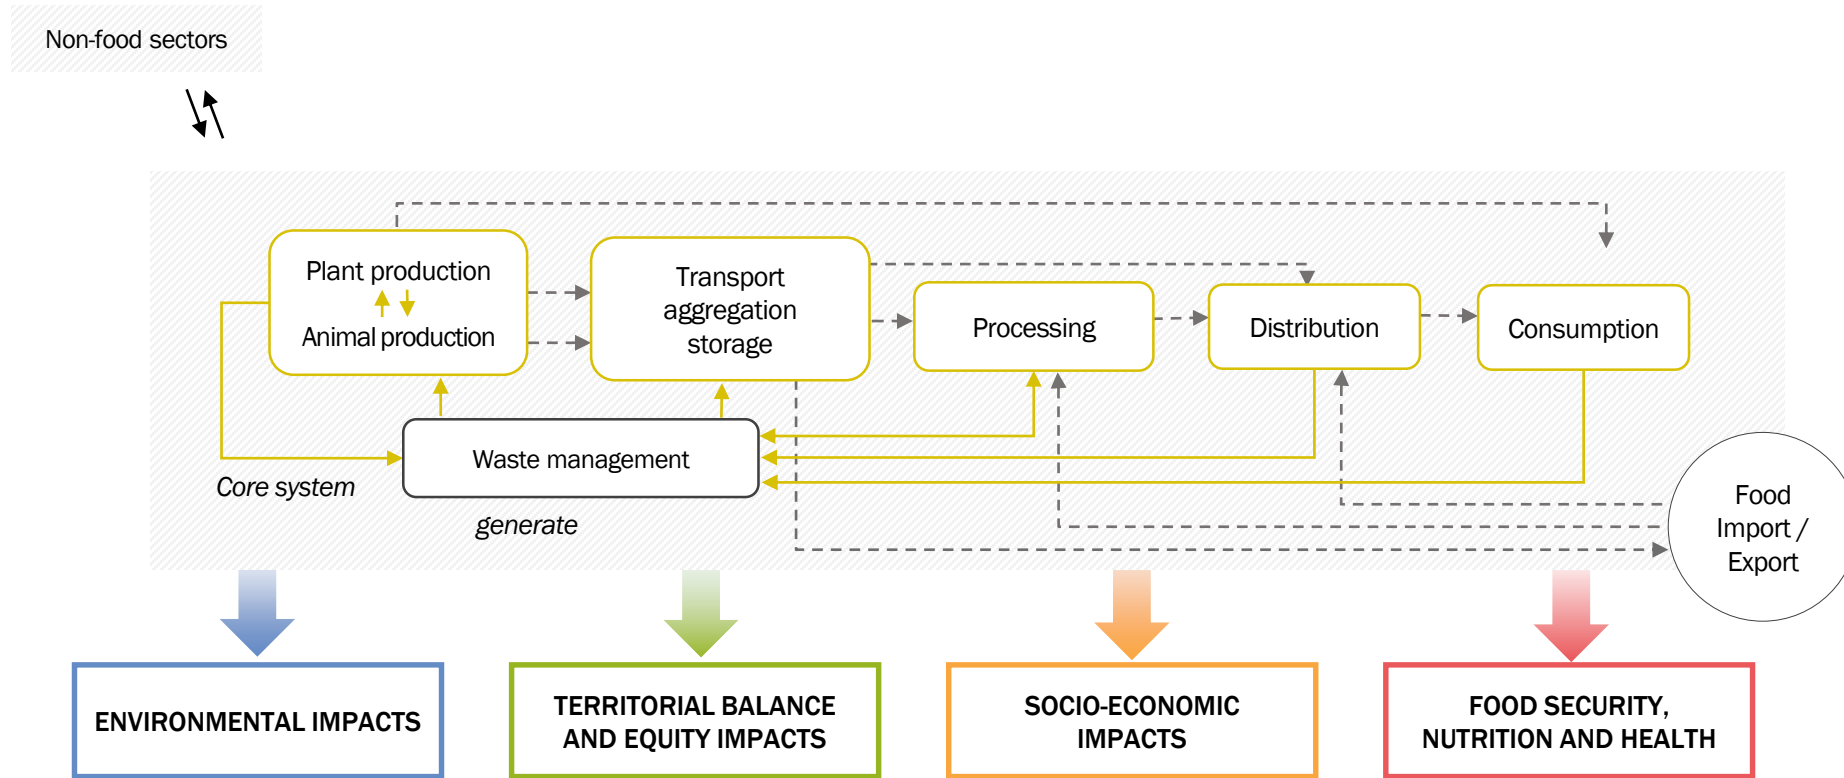 Non-food sectors
Plant production
Animal production
Transport
aggregation
storage
Processing
Distribution
Consumption
Waste management
Core system
generate
Food
Import /
Export
ENVIRONMENTAL IMPACTS
TERRITORIAL BALANCE
AND EQUITY IMPACTS
SOCIO-ECONOMIC
IMPACTS
FOOD SECURITY,
NUTRITION AND HEALTH